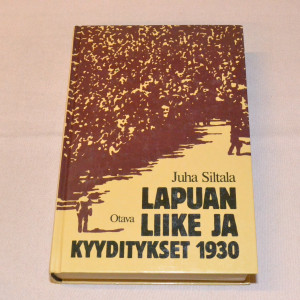 Juha Siltala
LAPUAN
Otava LIIKE JA
KYYDITYKSET 1930